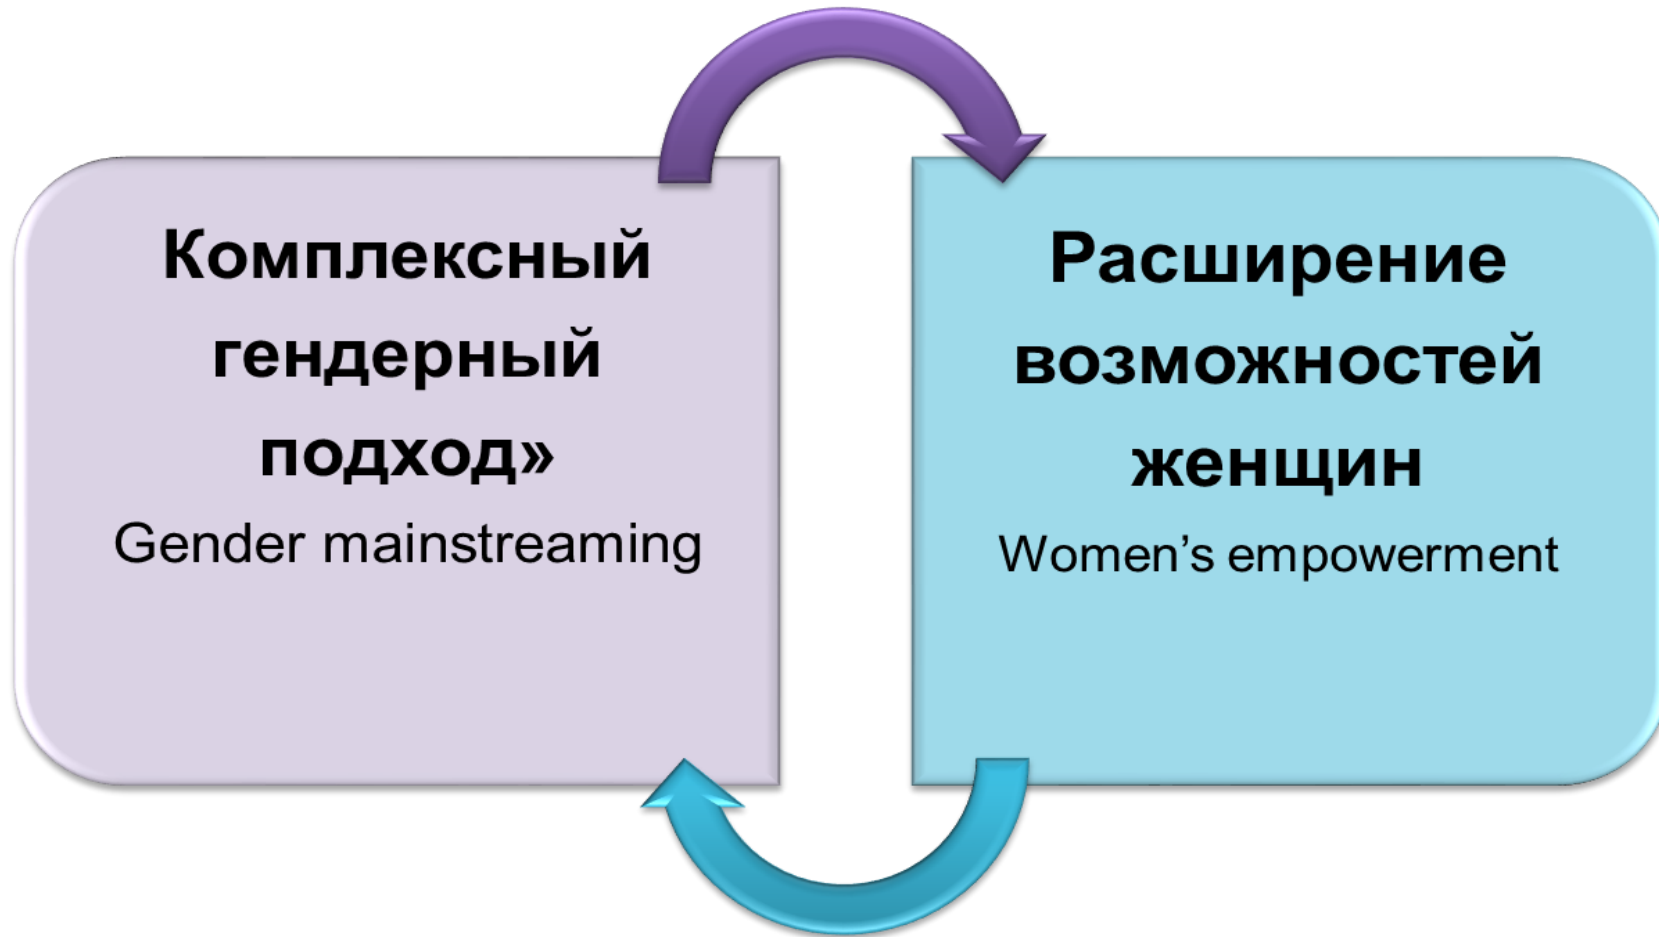 Комплексный
гендерный
подход»
Gender mainstreaming
Расширение
возможностей
женщин
Women’s empowerment